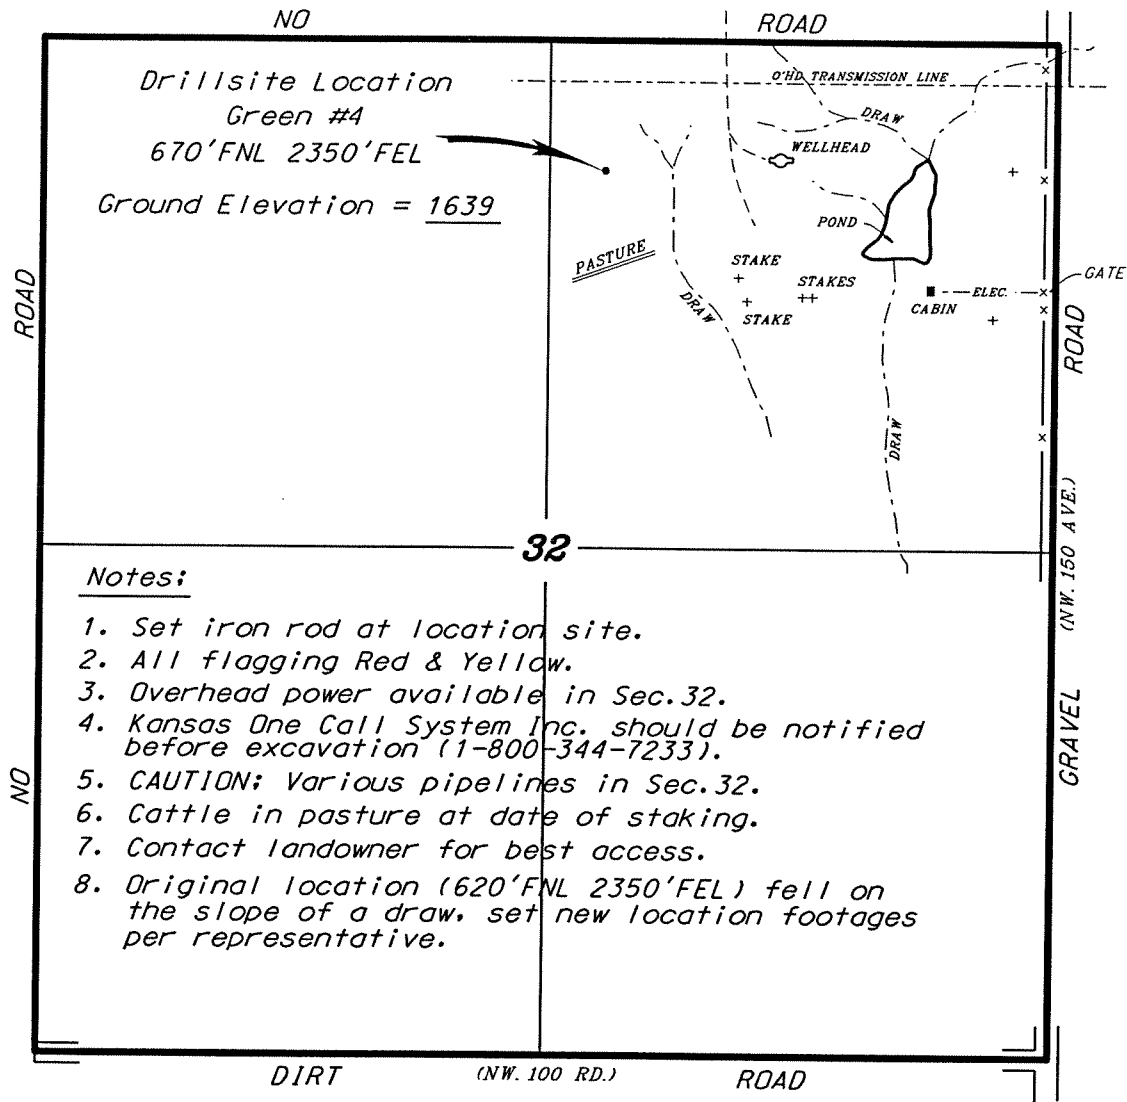 NO ROAD
Drillsite Location
Green #4
670'FNL 2350'FEL
Ground Elevation = 1639
O'HD TRANSMISSION LINE
DRAW
WELLHEAD
POND
PASTURE
STAKE
STAKES
STAKE
DRAW
GATE
ELEC.
CABIN
DRAW
NO ROAD
32
GRAVEL (NW. 150 AVE.) ROAD
Notes:
1. Set iron rod at location site.
2. All flagging Red & Yellow.
3. Overhead power available in Sec.32.
4. Kansas One Call System Inc. should be notified
before excavation (1-800-344-7233).
5. CAUTION: Various pipelines in Sec.32.
6. Cattle in pasture at date of staking.
7. Contact landowner for best access.
8. Original location (620'FNL 2350'FEL) fell on
the slope of a draw, set new location footages
per representative.
DIRT (NW. 100 RD.) ROAD